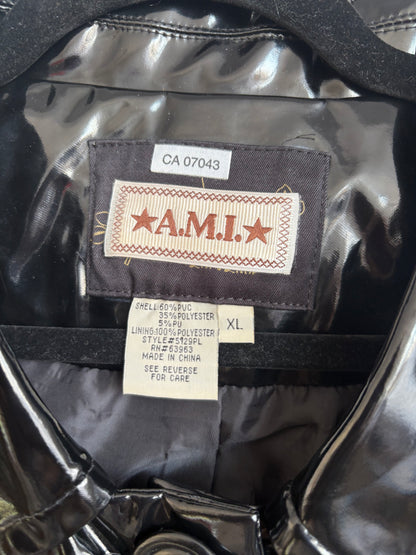 CA 07043
★A.M.I.★
SHELL:60%PVC
35%POLYESTER
5%PU
LINING:100%POLYESTER
STYLE#5129PL
RN#63963
MADE IN CHINA
SEE REVERSE
FOR CARE
XL